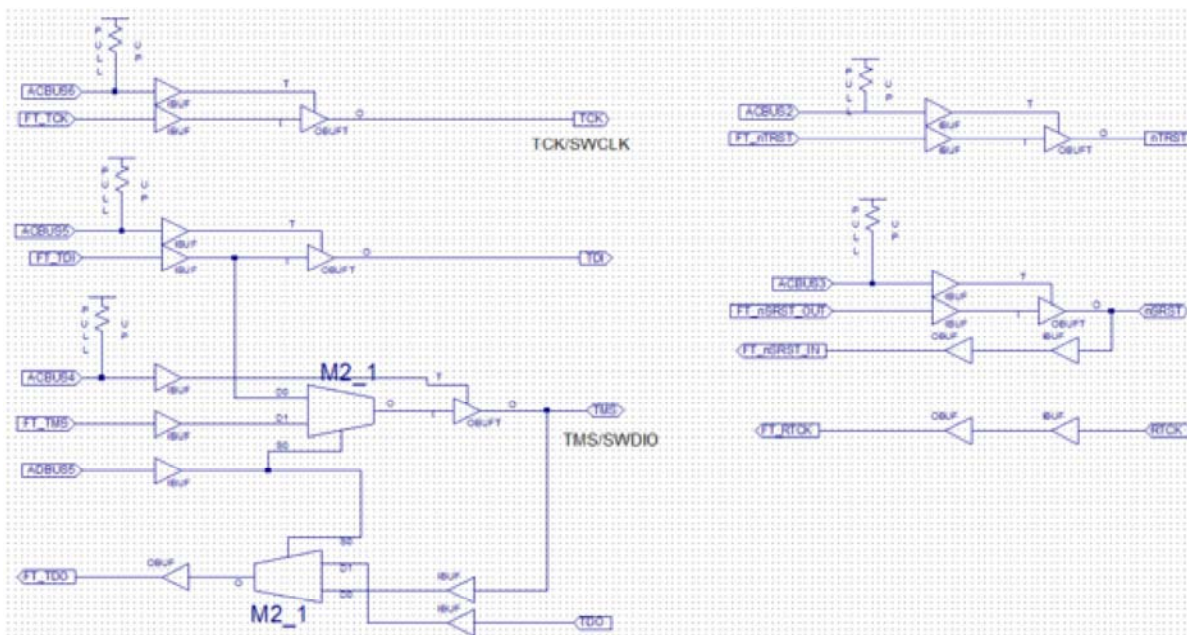 PULL UP
ACBUS6
IBUF
T
FT_TCK
IBUF
I
OBUFT
O
TCK
TCK/SWCLK
PULL UP
ACBUS5
IBUF
T
FT_TDI
IBUF
I
OBUFT
O
TDI
PULL UP
ACBUS4
IBUF
T
M2_1
D0
FT_TMS
IBUF
D1
O
I
OBUFT
O
TMS
TMS/SWDIO
S0
ADBUS5
IBUF
S0
FT_TDO
OBUF
O
M2_1
D1
D0
IBUF
IBUF
TDO
PULL UP
ACBUS2
IBUF
T
FT_nTRST
IBUF
I
OBUFT
O
nTRST
PULL UP
ACBUS3
IBUF
T
FT_nSRST_OUT
IBUF
I
OBUFT
O
nSRST
FT_nSRST_IN
OBUF
IBUF
FT_RTCK
OBUF
IBUF
RTCK